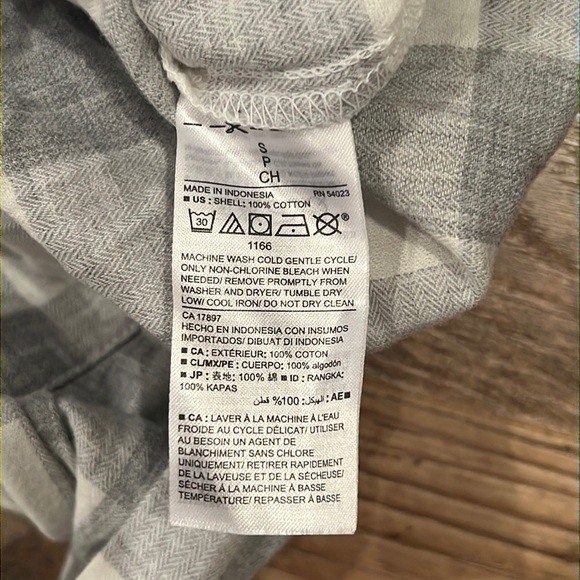 S
P
CH
MADE IN INDONESIA RN 54023
■ US : SHELL: 100% COTTON
30 ®
1166
MACHINE WASH COLD GENTLE CYCLE/
ONLY NON-CHLORINE BLEACH WHEN
NEEDED/ REMOVE PROMPTLY FROM
WASHER AND DRYER/ TUMBLE DRY
LOW/ COOL IRON/ DO NOT DRY CLEAN
CA 17897
HECHO EN INDONESIA CON INSUMOS
IMPORTADOS/ DIBUAT DI INDONESIA
■ CA : EXTÉRIEUR: 100% COTON
■ CL/MX/PE : CUERPO: 100% algodón
■ JP : 表地: 100% 綿 ■ ID : RANGKA:
100% KAPAS
■ AE: الهيكل: 100% قطن
■ CA : LAVER À LA MACHINE À L'EAU
FROIDE AU CYCLE DÉLICAT/ UTILISER
AU BESOIN UN AGENT DE
BLANCHIMENT SANS CHLORE
UNIQUEMENT/ RETIRER RAPIDEMENT
DE LA LAVEUSE ET DE LA SÉCHEUSE/
SÉCHER À LA MACHINE À BASSE
TEMPÉRATURE/ REPASSER À BASSE